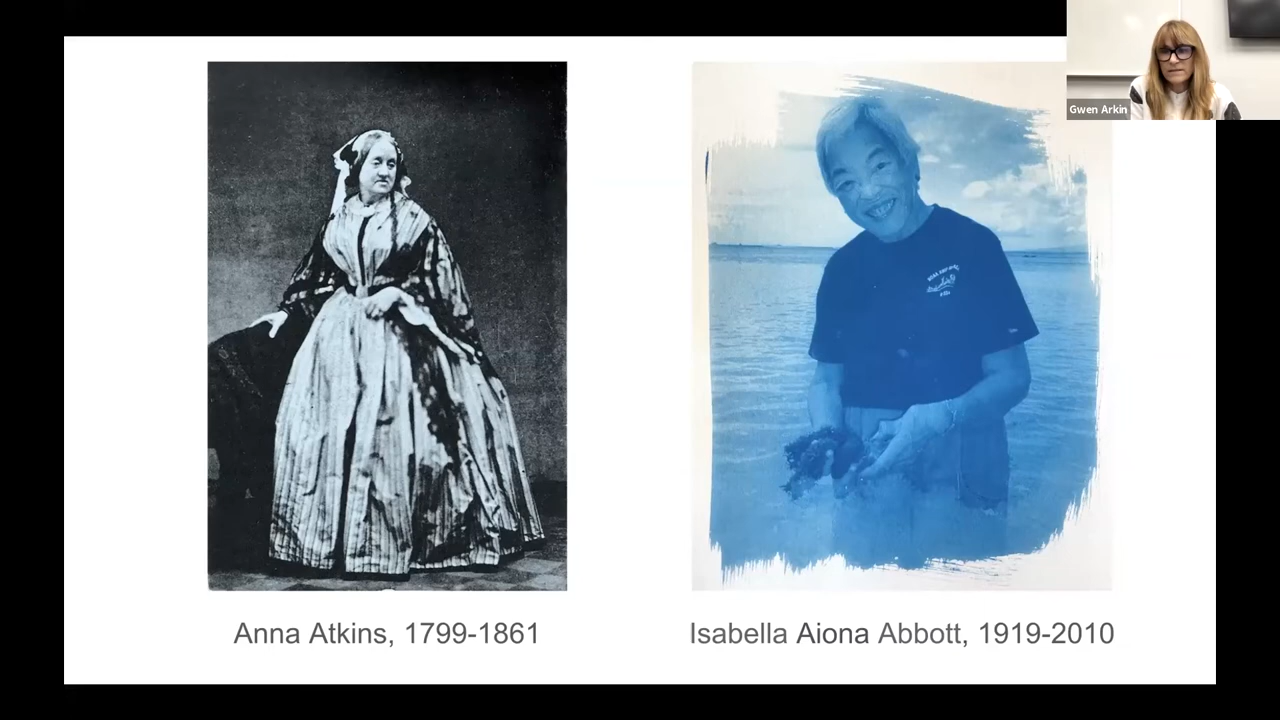 Gwen Arkin
Anna Atkins, 1799-1861
Isabella Aiona Abbott, 1919-2010